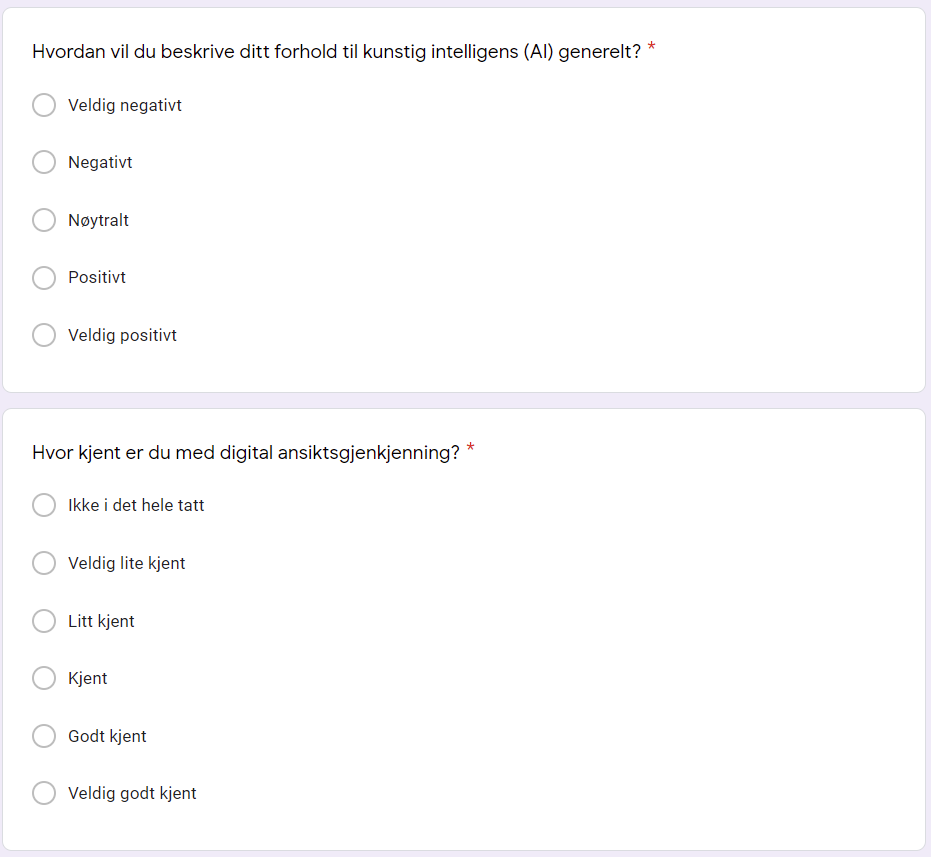 Hvordan vil du beskrive ditt forhold til kunstig intelligens (AI) generelt? *
Veldig negativt
Negativt
Nøytralt
Positivt
Veldig positivt
Hvor kjent er du med digital ansiktsgjenkjenning? *
Ikke i det hele tatt
Veldig lite kjent
Litt kjent
Kjent
Godt kjent
Veldig godt kjent